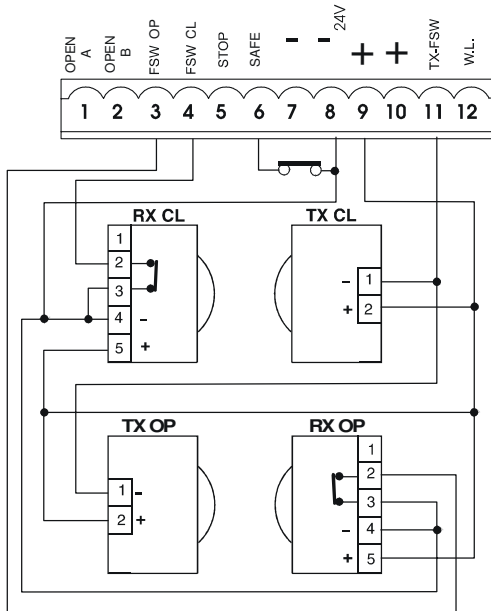 OPEN A
OPEN B
FSW OP
FSW CL
STOP
SAFE
-
-
24V
+
+
TX-FSW
W.L.
1 2 3 4 5 6 7 8 9 10 11 12
RX CL
1
2
3
4 -
5 +
TX CL
- 1
+ 2
TX OP
1 -
2 +
RX OP
1
2
3
- 4
+ 5